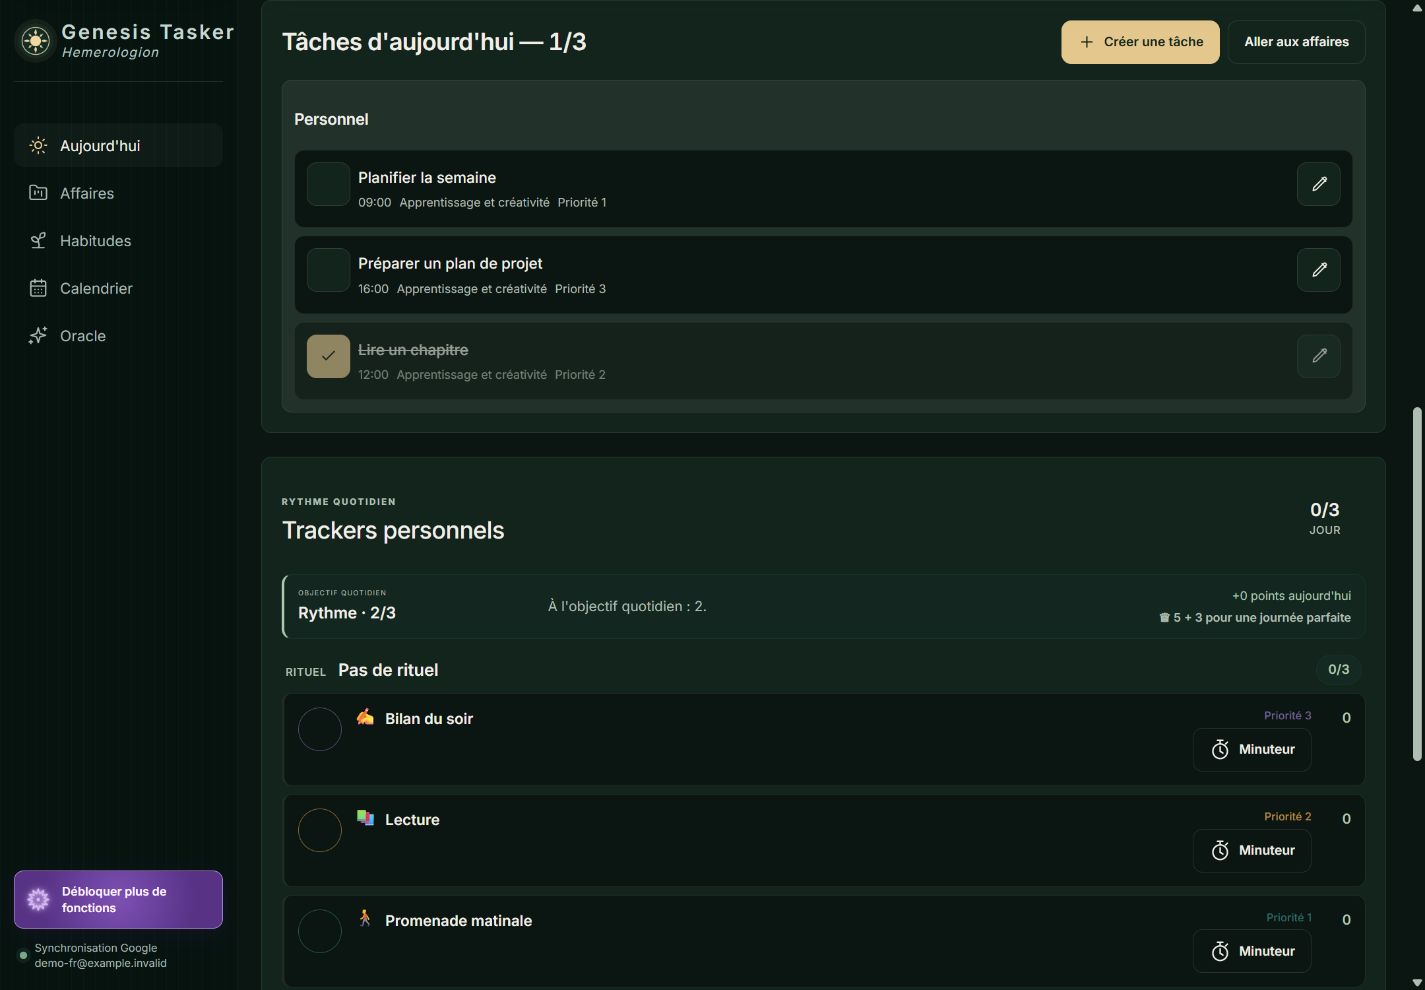 Genesis Tasker
Hemerologion
Aujourd'hui
Affaires
Habitudes
Calendrier
Oracle
Débloquer plus de
fonctions
Synchronisation Google
demo-fr@example.invalid
Tâches d'aujourd'hui — 1/3
Créer une tâche
Aller aux affaires
Personnel
Planifier la semaine
09:00 Apprentissage et créativité Priorité 1
Préparer un plan de projet
16:00 Apprentissage et créativité Priorité 3
Lire un chapitre
12:00 Apprentissage et créativité Priorité 2
RYTHME QUOTIDIEN
Trackers personnels
0/3
JOUR
OBJECTIF QUOTIDIEN
Rythme · 2/3
À l'objectif quotidien : 2.
+0 points aujourd'hui
5 + 3 pour une journée parfaite
RITUEL Pas de rituel
0/3
Bilan du soir
Priorité 3
0
Minuteur
Lecture
Priorité 2
0
Minuteur
Promenade matinale
Priorité 1
0
Minuteur